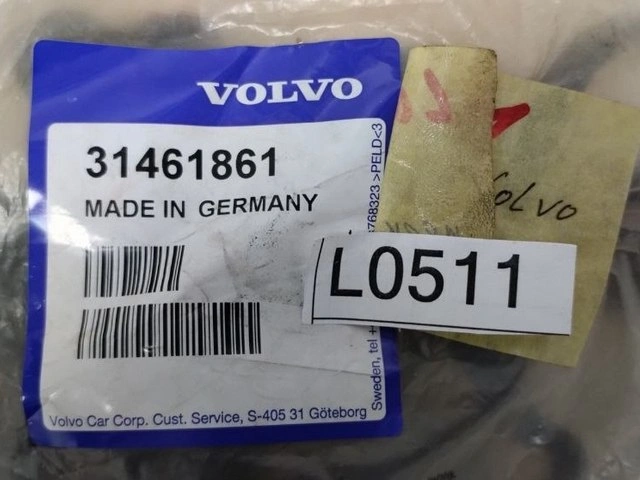 VOLVO
31461861
MADE IN GERMANY
Volvo Car Corp. Cust. Service, S-405 31 Göteborg
Sweden, tel +
8768323 >PELD<3
Volvo
L0511